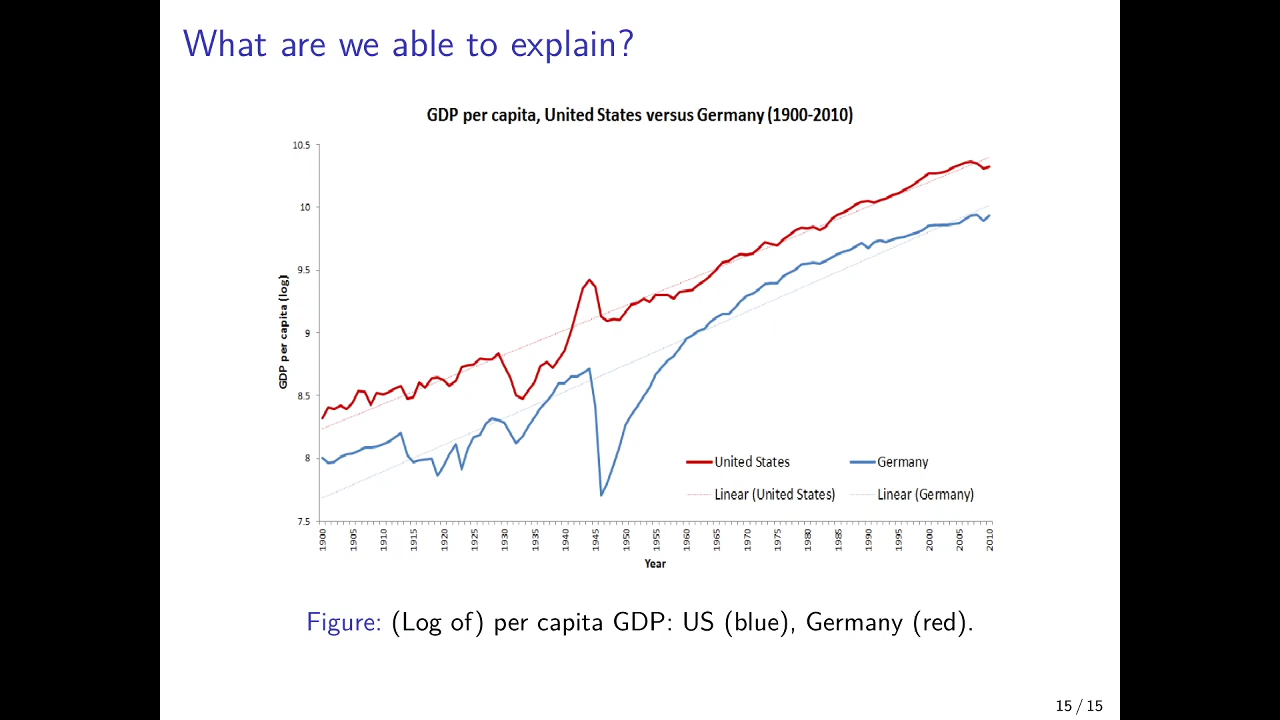 What are we able to explain?
GDP per capita, United States versus Germany (1900-2010)
10.5
10
9.5
9
8.5
8
7.5
GDP per capita (log)
United States
Germany
Linear (United States)
Linear (Germany)
1900 1905 1910 1915 1920 1925 1930 1935 1940 1945 1950 1955 1960 1965 1970 1975 1980 1985 1990 1995 2000 2005 2010
Year
Figure: (Log of) per capita GDP: US (blue), Germany (red).
15 / 15